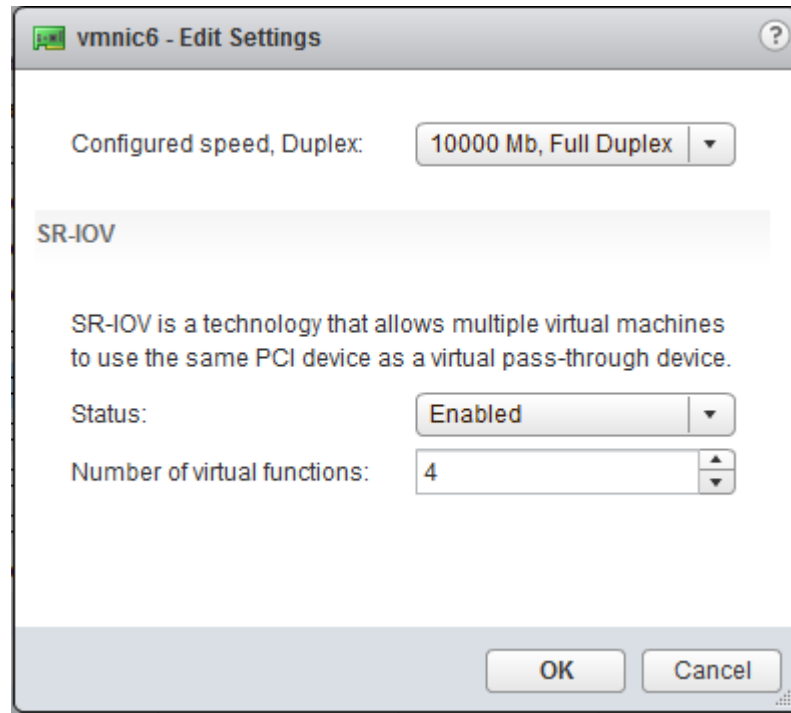 vmnic6 - Edit Settings
?
Configured speed, Duplex: 10000 Mb, Full Duplex
SR-IOV
SR-IOV is a technology that allows multiple virtual machines
to use the same PCI device as a virtual pass-through device.
Status: Enabled
Number of virtual functions: 4
OK Cancel